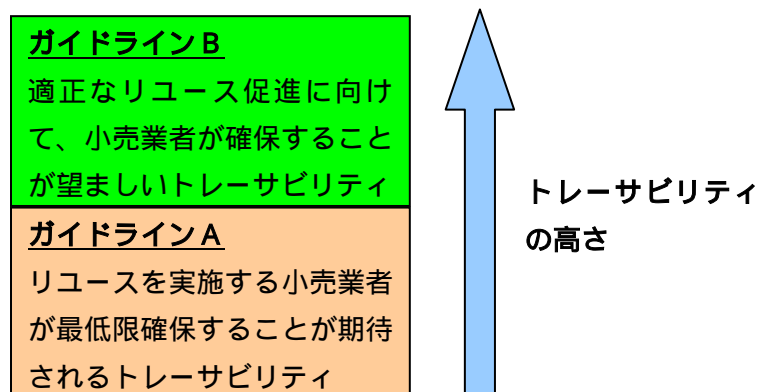 ガイドラインＢ
適正なリユース促進に向け
て、小売業者が確保すること
が望ましいトレーサビリティ
ガイドラインＡ
リユースを実施する小売業者
が最低限確保することが期待
されるトレーサビリティ
トレーサビリティ
の高さ